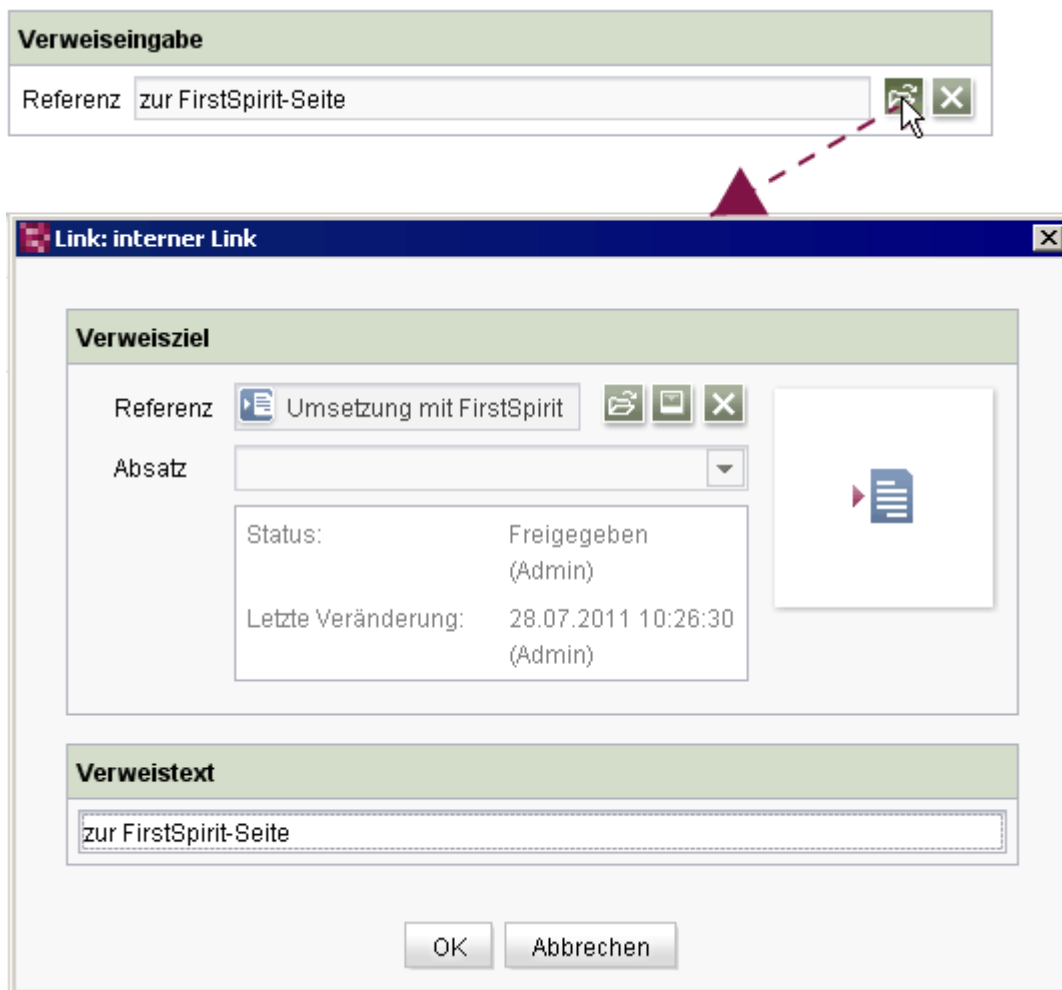 Verweiseingabe
Referenz zur FirstSpirit-Seite
Link: interner Link
Verweisziel
Referenz Umsetzung mit FirstSpirit
Absatz
Status: Freigegeben
(Admin)
Letzte Veränderung: 28.07.2011 10:26:30
(Admin)
Verweistext
zur FirstSpirit-Seite
OK Abbrechen